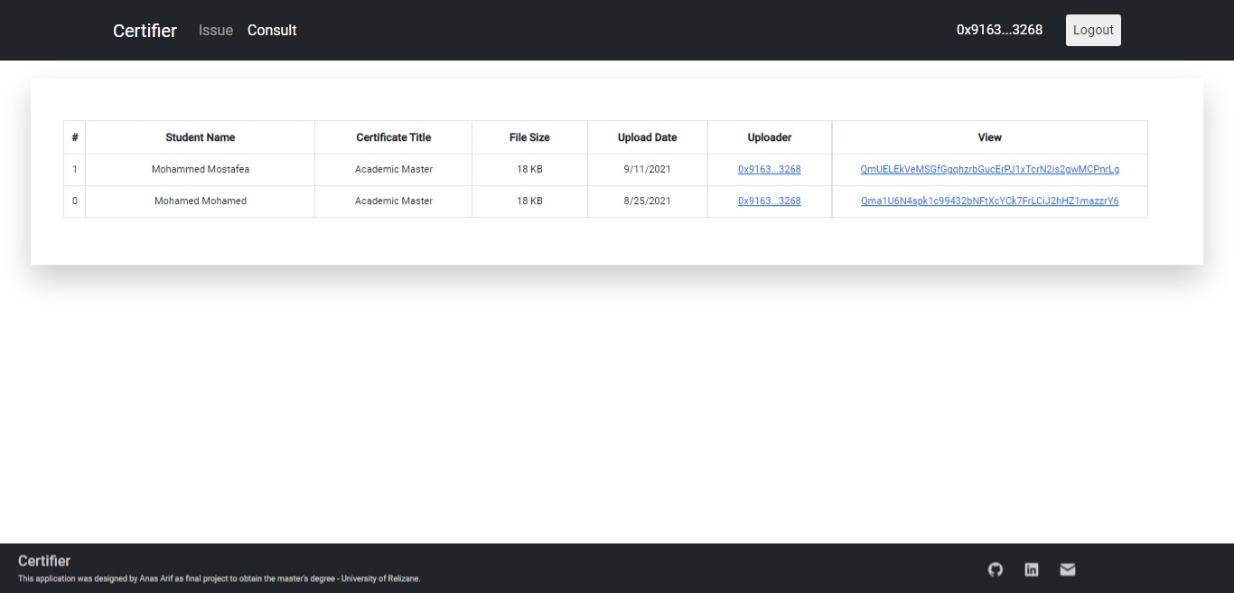 Certifier Issue Consult 0x9163...3268 Logout
# Student Name Certificate Title File Size Upload Date Uploader View
1 Mohammed Mostafea Academic Master 18 KB 9/11/2021 0x9163...3268 QmUELEkVeMSGfGgqhzrbGucErPJ1xTcrN2is2gwMCPnrLg
0 Mohamed Mohamed Academic Master 18 KB 8/25/2021 0x9163...3268 Qma1U6N4spk1c99432bNFtXcYCk7FrLCiJ2hHZ1mazzrY6
Certifier
This application was designed by Anas Arif as final project to obtain the master's degree - University of Relizane.